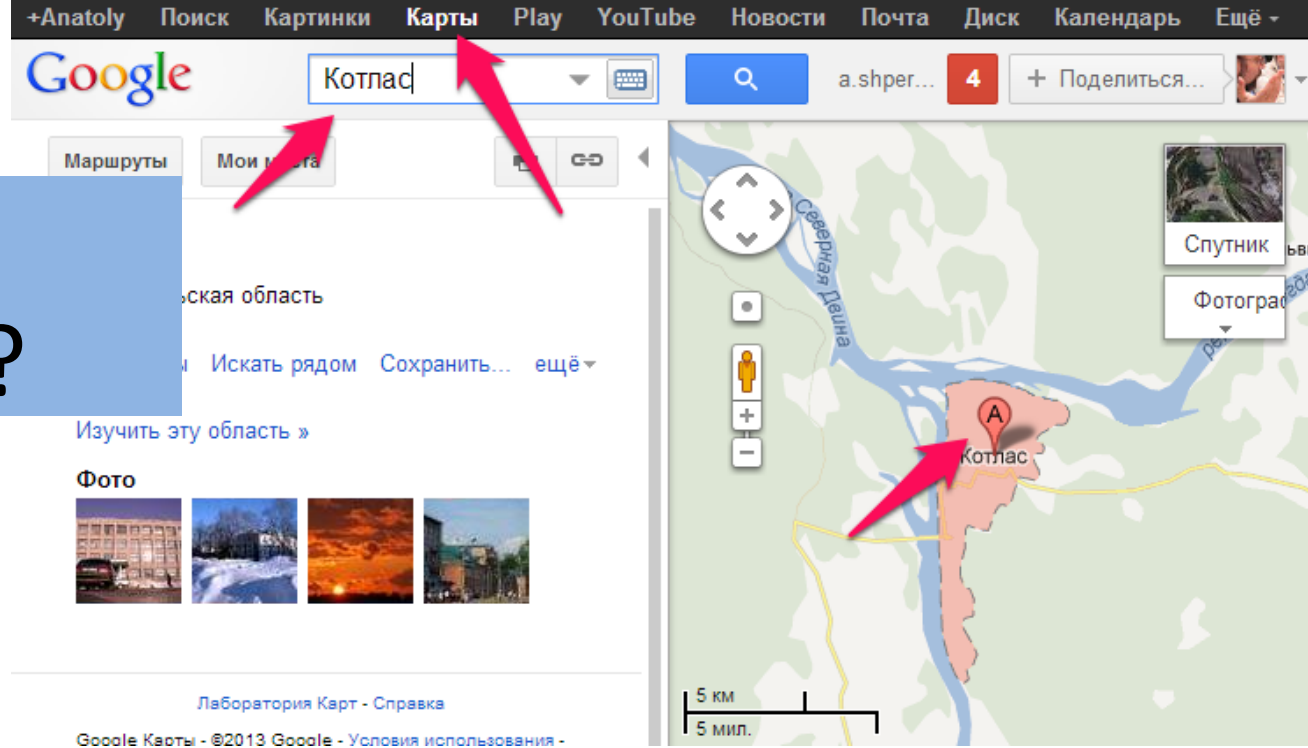 +Anatoly Поиск Картинки Карты Play YouTube Новости Почта Диск Календарь Ещё
Google Котлас a.shper... 4 + Поделиться...
Маршруты Мои
ская область
?
Искать рядом Сохранить... ещё
Изучить эту область »
Фото
Лаборатория Карт - Справка
Google Карты - ©2013 Google - Условия использования -
Спутник
Северная Двина
A
Котлас
5 км
5 мил.